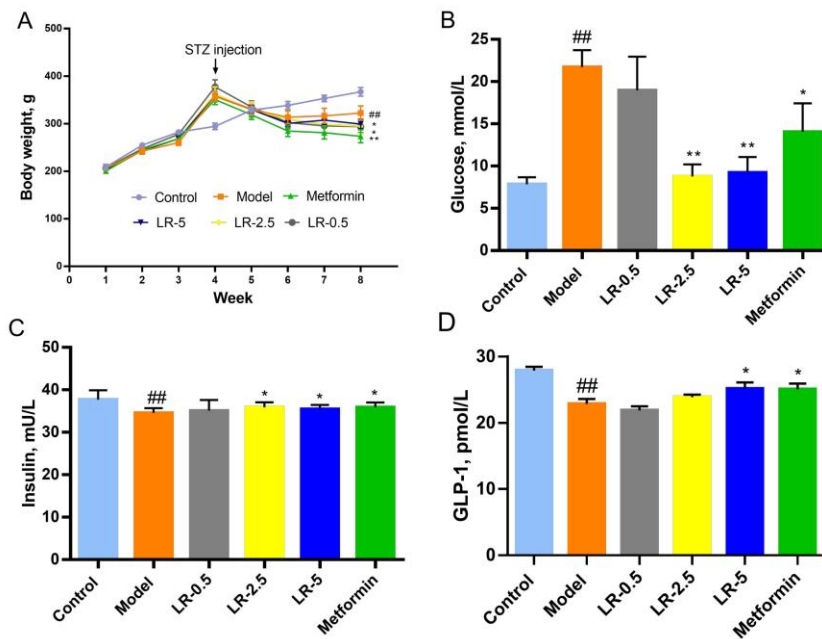 A
STZ injection
Body weight, g
500
400
300
200
100
0
##
*
*
**
Control Model Metformin
LR-5 LR-2.5 LR-0.5
0 1 2 3 4 5 6 7 8
Week
B
Glucose, mmol/L
25
20
15
10
5
0
##
** ** *
Control Model LR-0.5 LR-2.5 LR-5 Metformin
C
Insulin, mU/L
50
40
30
20
10
0
## * * *
Control Model LR-0.5 LR-2.5 LR-5 Metformin
D
GLP-1, pmol/L
30
20
10
0
## * *
Control Model LR-0.5 LR-2.5 LR-5 Metformin